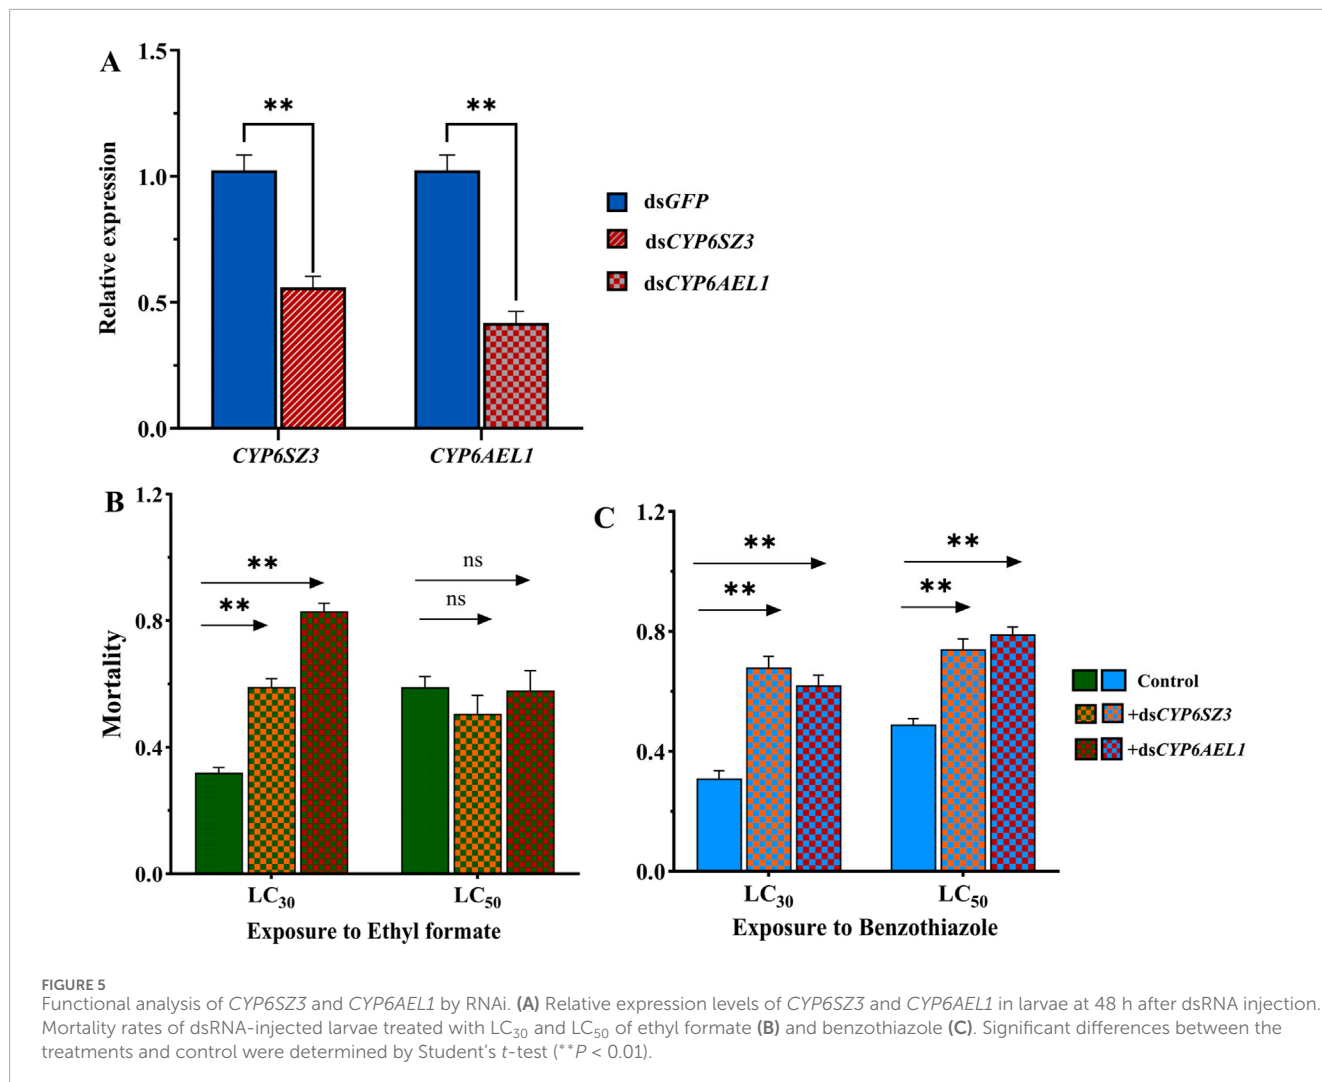 A
1.5
1.0
0.5
0.0
Relative expression
**
**
CYP6SZ3
CYP6AEL1
dsGFP
dsCYP6SZ3
dsCYP6AEL1
B
1.2
0.8
0.4
0.0
Mortality
**
**
ns
ns
LC30
LC50
Exposure to Ethyl formate
C
1.2
0.8
0.4
0.0
**
**
**
**
LC30
LC50
Exposure to Benzothiazole
Control
+dsCYP6SZ3
+dsCYP6AEL1
FIGURE 5
Functional analysis of CYP6SZ3 and CYP6AEL1 by RNAi. (A) Relative expression levels of CYP6SZ3 and CYP6AEL1 in larvae at 48 h after dsRNA injection.
Mortality rates of dsRNA-injected larvae treated with LC30 and LC50 of ethyl formate (B) and benzothiazole (C). Significant differences between the
treatments and control were determined by Student's t-test (**P < 0.01).